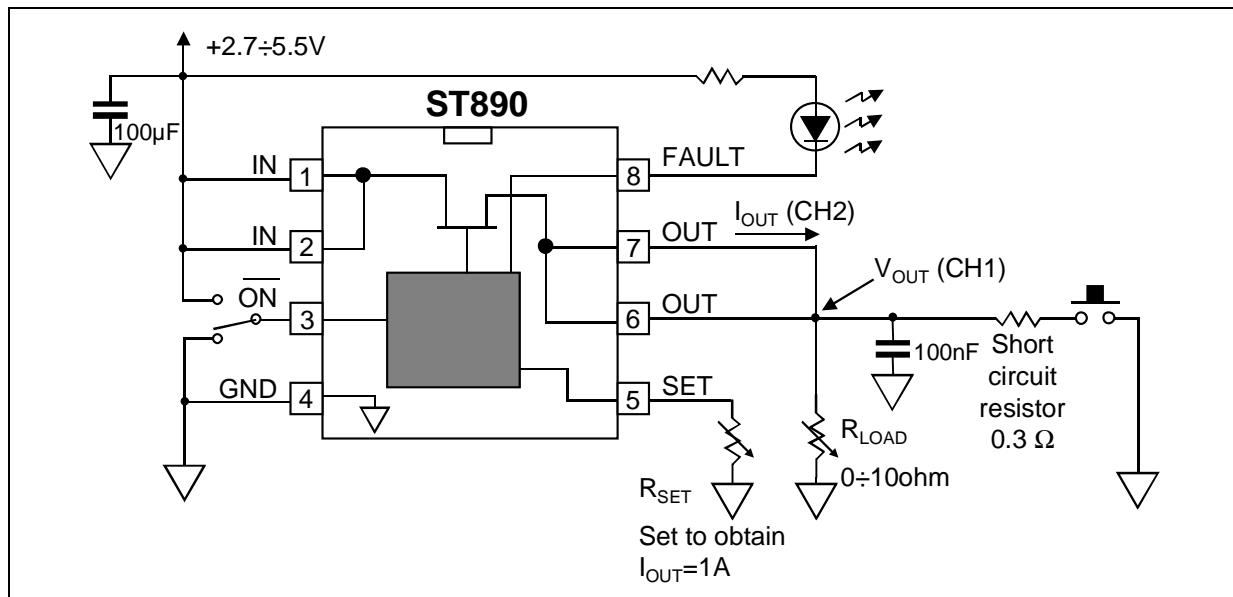 +2.7÷5.5V
ST890
100µF
IN
1
8
FAULT
IN
2
7
OUT
I_OUT (CH2)
V_OUT (CH1)
ON
3
6
OUT
100nF
Short
circuit
resistor
0.3 Ω
GND
4
5
SET
R_SET
R_LOAD
0÷10ohm
Set to obtain
I_OUT=1A